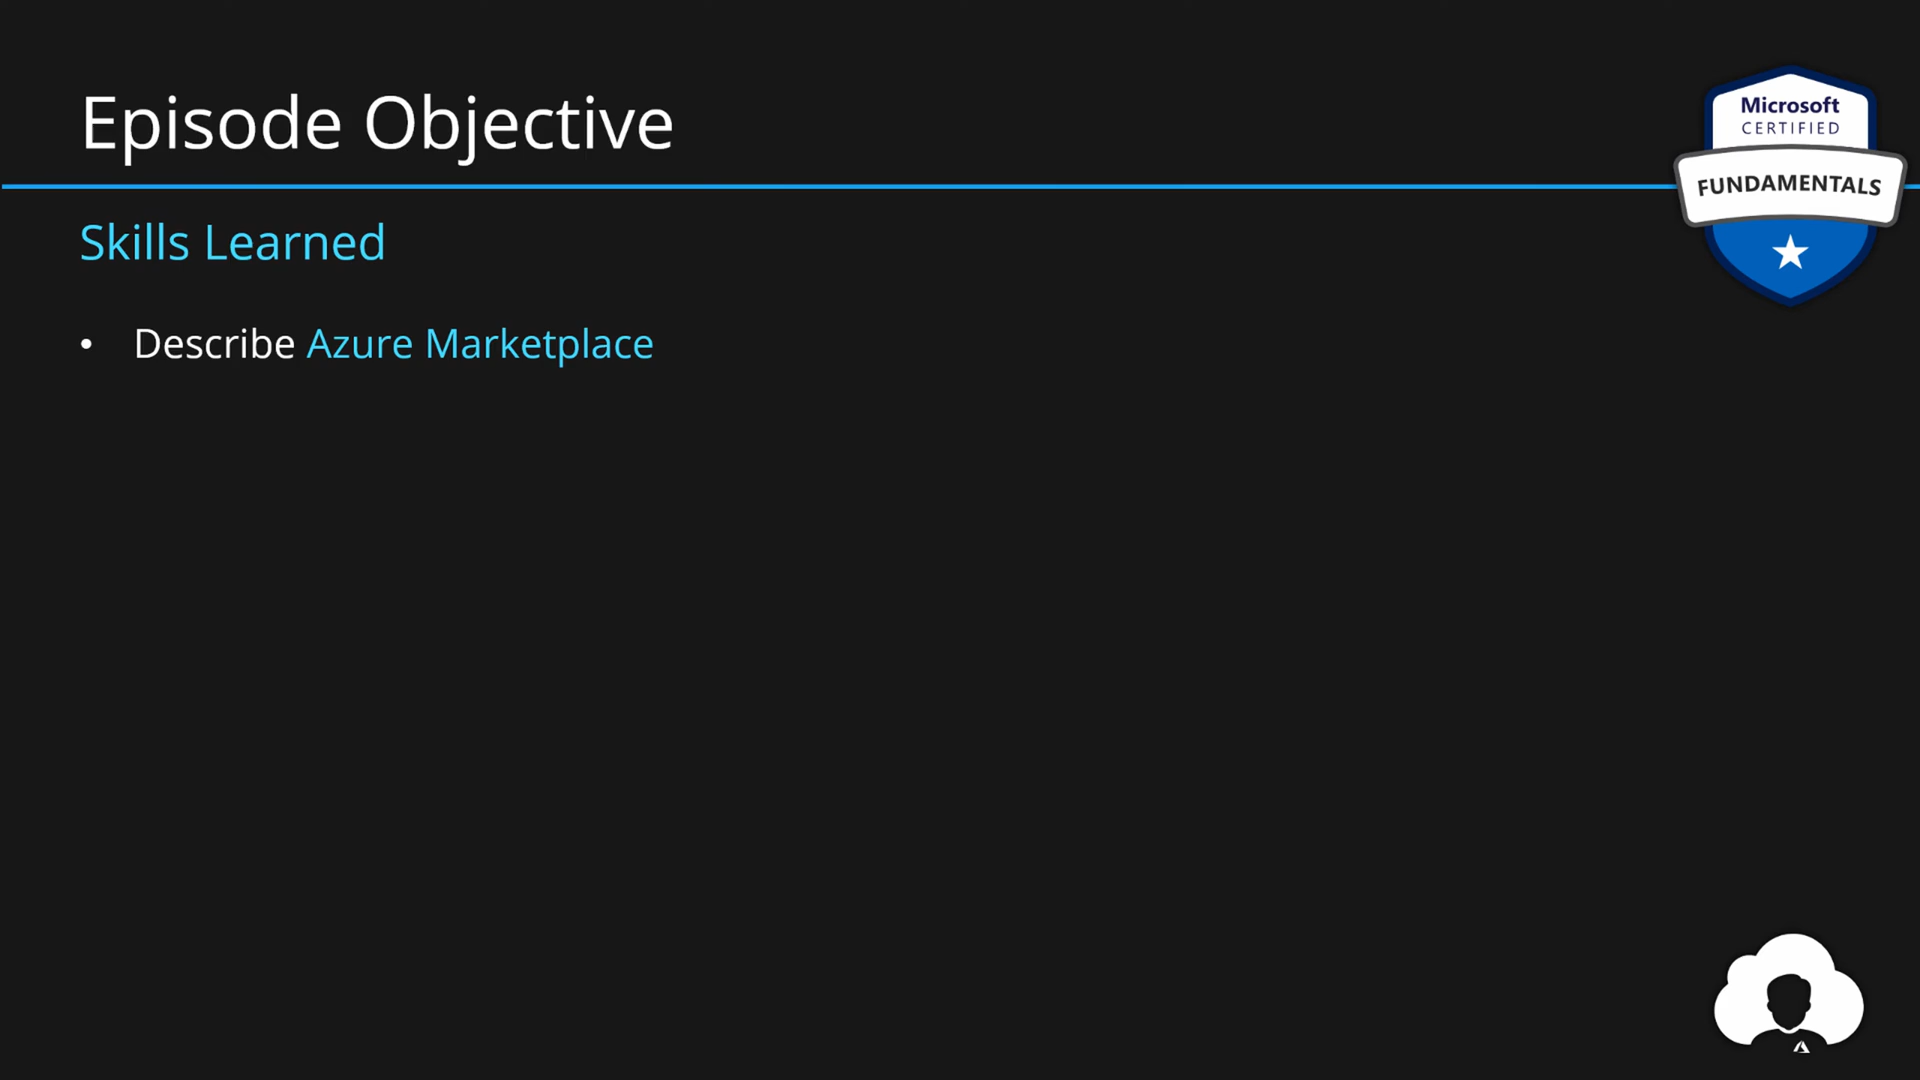 Episode Objective
Microsoft
CERTIFIED
FUNDAMENTALS
Skills Learned
• Describe Azure Marketplace